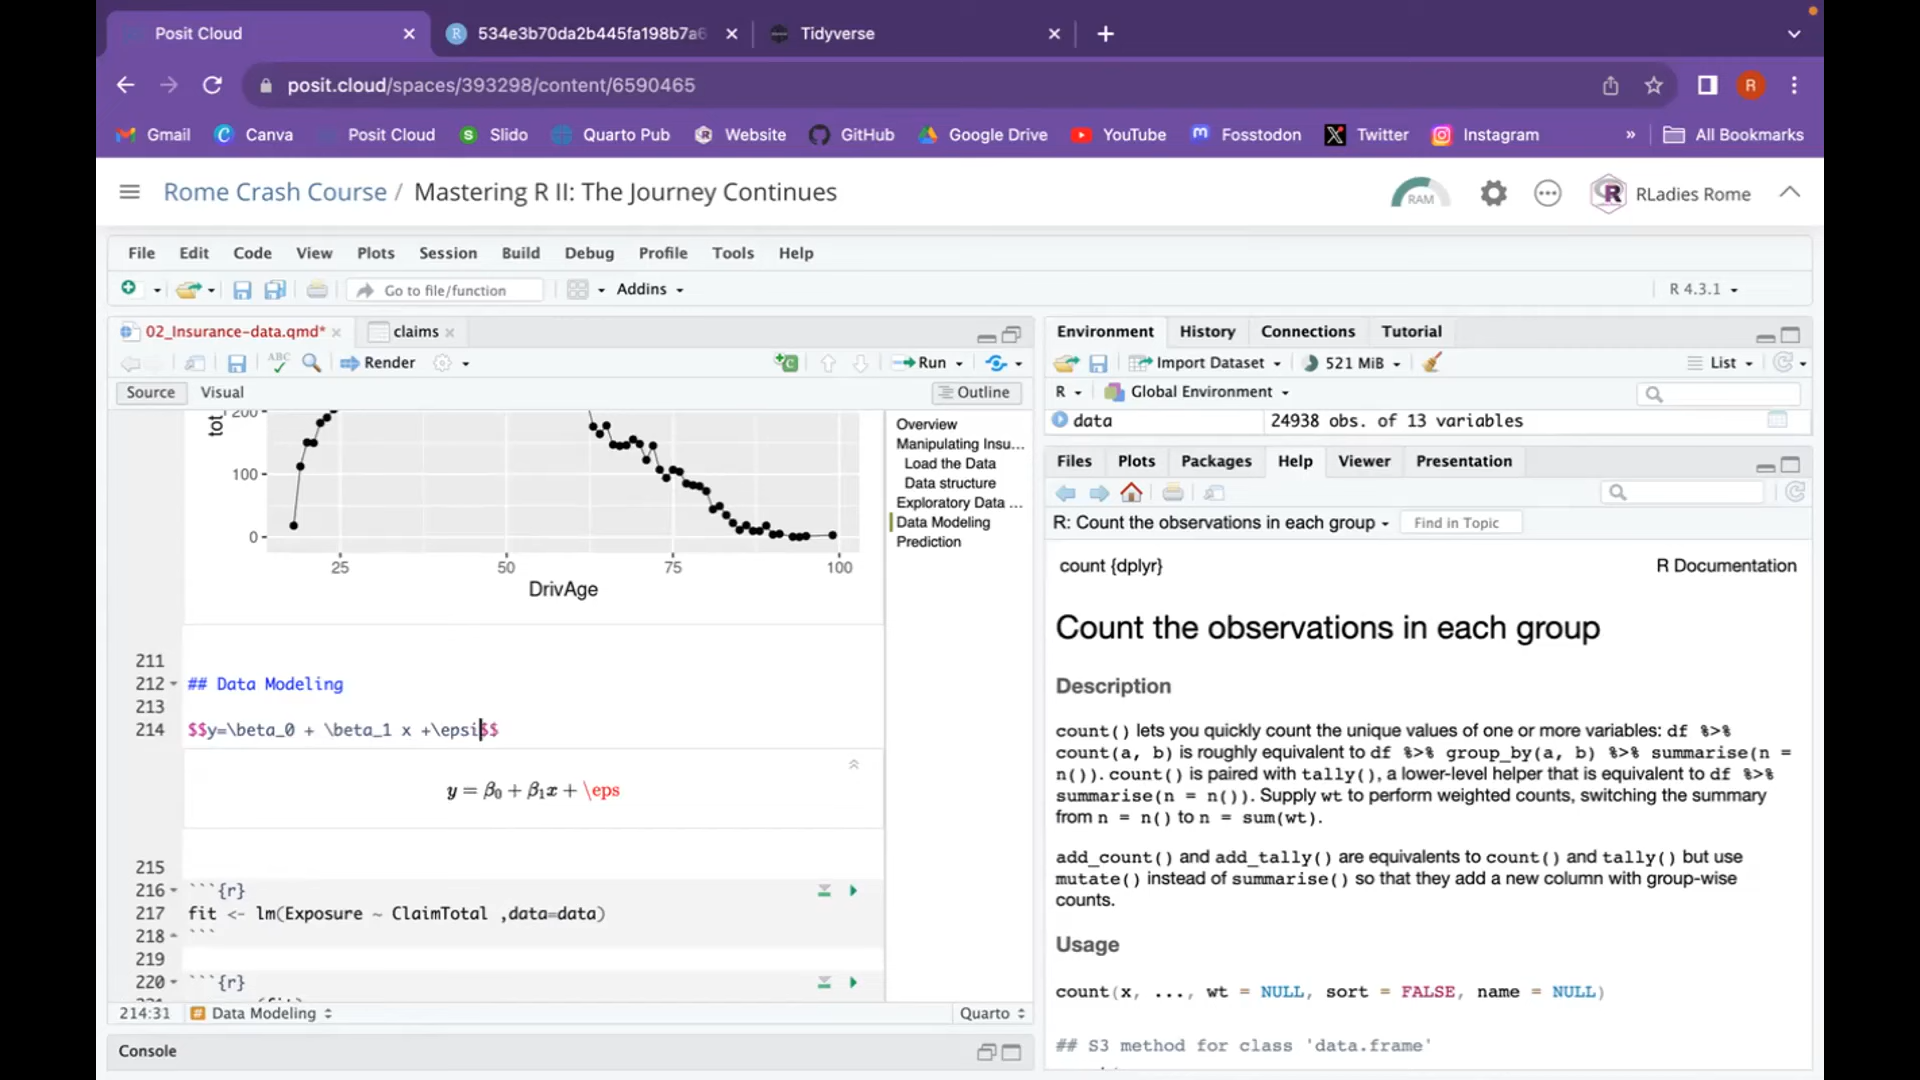 Posit Cloud
534e3b70da2b445fa198b7a6
Tidyverse
posit.cloud/spaces/393298/content/6590465
R
Gmail Canva Posit Cloud Slido Quarto Pub Website GitHub Google Drive YouTube Fosstodon Twitter Instagram » All Bookmarks
Rome Crash Course / Mastering R II: The Journey Continues
RAM
RLadies Rome
File Edit Code View Plots Session Build Debug Profile Tools Help
Go to file/function Addins R 4.3.1
02_Insurance-data.qmd* claims
ABC Render Run
Source Visual Outline
200
tot_
100
0
25 50 75 100
DrivAge
211
212 ## Data Modeling
213
214 $$y=\beta_0 + \beta_1 x +\epsi$$
y = β0 + β1x + \eps
215
216 ```{r}
217 fit <- lm(Exposure ~ ClaimTotal ,data=data)
218 ```
219
220 ```{r}
214:31 Data Modeling Quarto
Console
Overview
Manipulating Insu...
Load the Data
Data structure
Exploratory Data ...
Data Modeling
Prediction
Environment History Connections Tutorial
Import Dataset 521 MiB List
R Global Environment
data 24938 obs. of 13 variables
Files Plots Packages Help Viewer Presentation
R: Count the observations in each group Find in Topic
count {dplyr} R Documentation
Count the observations in each group
Description
count() lets you quickly count the unique values of one or more variables: df %>%
count(a, b) is roughly equivalent to df %>% group_by(a, b) %>% summarise(n =
n()). count() is paired with tally(), a lower-level helper that is equivalent to df %>%
summarise(n = n()). Supply wt to perform weighted counts, switching the summary
from n = n() to n = sum(wt).
add_count() and add_tally() are equivalents to count() and tally() but use
mutate() instead of summarise() so that they add a new column with group-wise
counts.
Usage
count(x, ..., wt = NULL, sort = FALSE, name = NULL)
## S3 method for class 'data.frame'